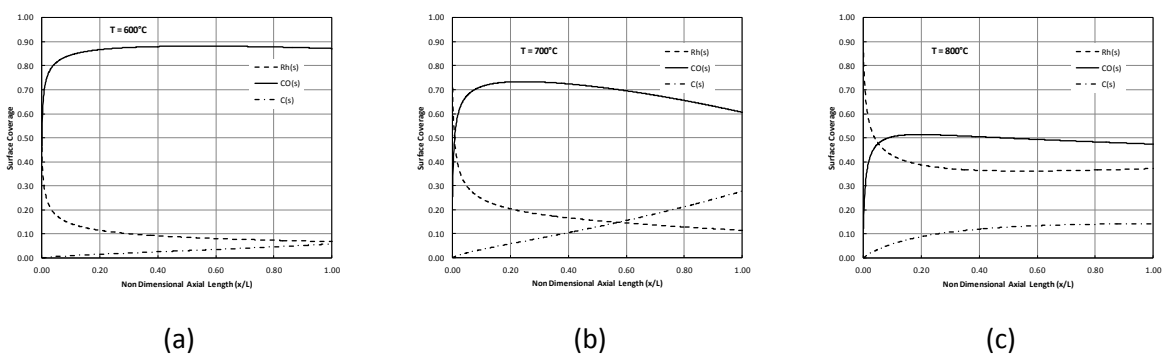 1.00
T = 600°C
0.90
0.80
Rh(s)
0.70
CO(s)
C(s)
0.60
0.50
0.40
0.30
0.20
0.10
0.00
0.00 0.20 0.40 0.60 0.80 1.00
Surface Coverage
Non Dimensional Axial Length (x/L)
(a)
1.00
0.90
T = 700°C
Rh(s)
0.80
CO(s)
0.70
C(s)
0.60
0.50
0.40
0.30
0.20
0.10
0.00
0.00 0.20 0.40 0.60 0.80 1.00
Surface Coverage
Non Dimensional Axial Length (x/L)
(b)
1.00
0.90
T = 800°C
Rh(s)
0.80
CO(s)
0.70
C(s)
0.60
0.50
0.40
0.30
0.20
0.10
0.00
0.00 0.20 0.40 0.60 0.80 1.00
Surface Coverage
Non Dimensional Axial Length (x/L)
(c)